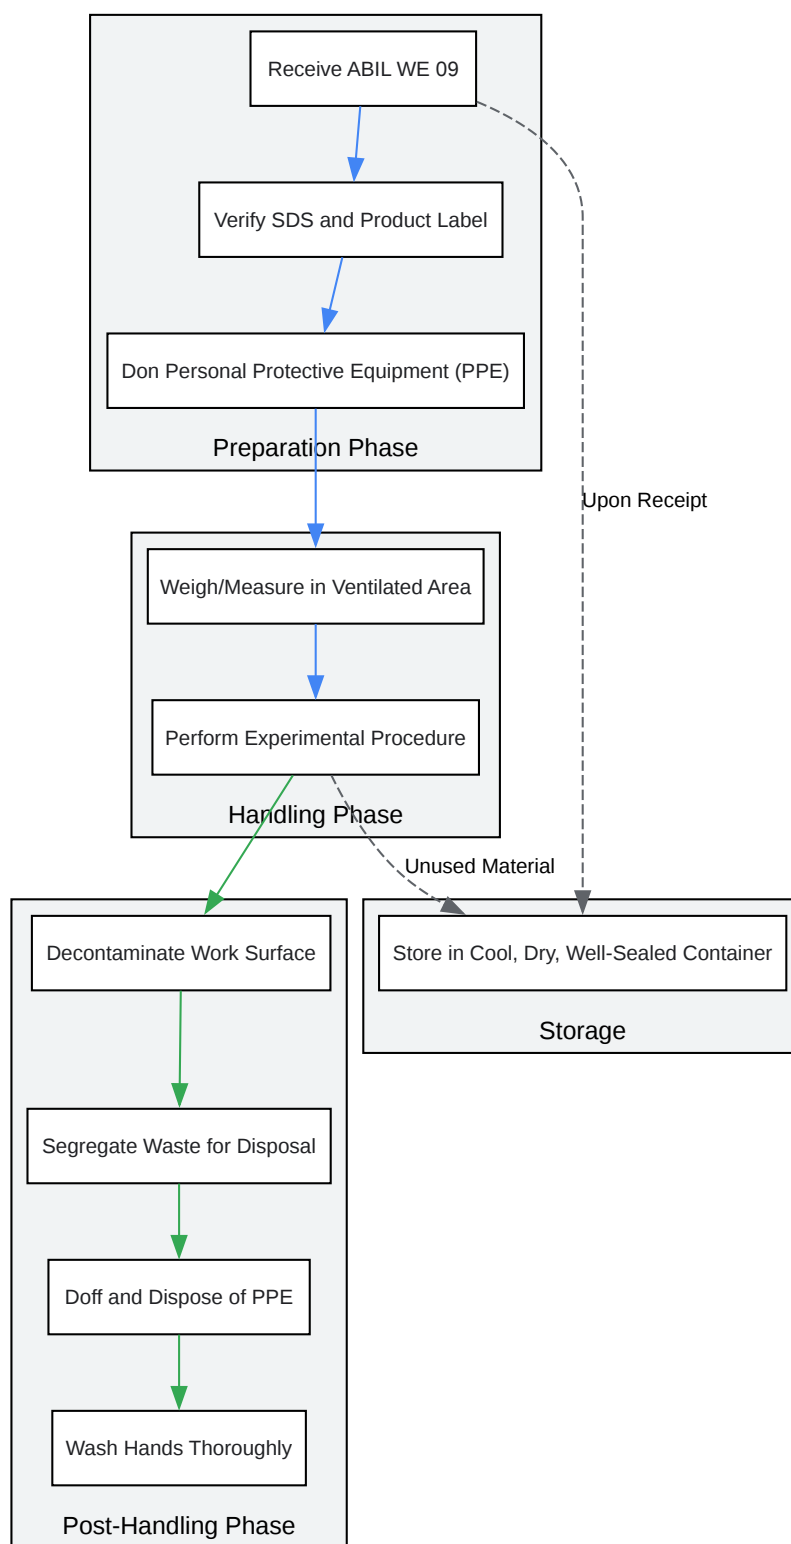 Receive ABIL WE 09
Verify SDS and Product Label
Don Personal Protective Equipment (PPE)
Preparation Phase
Upon Receipt
Weigh/Measure in Ventilated Area
Perform Experimental Procedure
Handling Phase
Unused Material
Decontaminate Work Surface
Store in Cool, Dry, Well-Sealed Container
Storage
Segregate Waste for Disposal
Doff and Dispose of PPE
Wash Hands Thoroughly
Post-Handling Phase